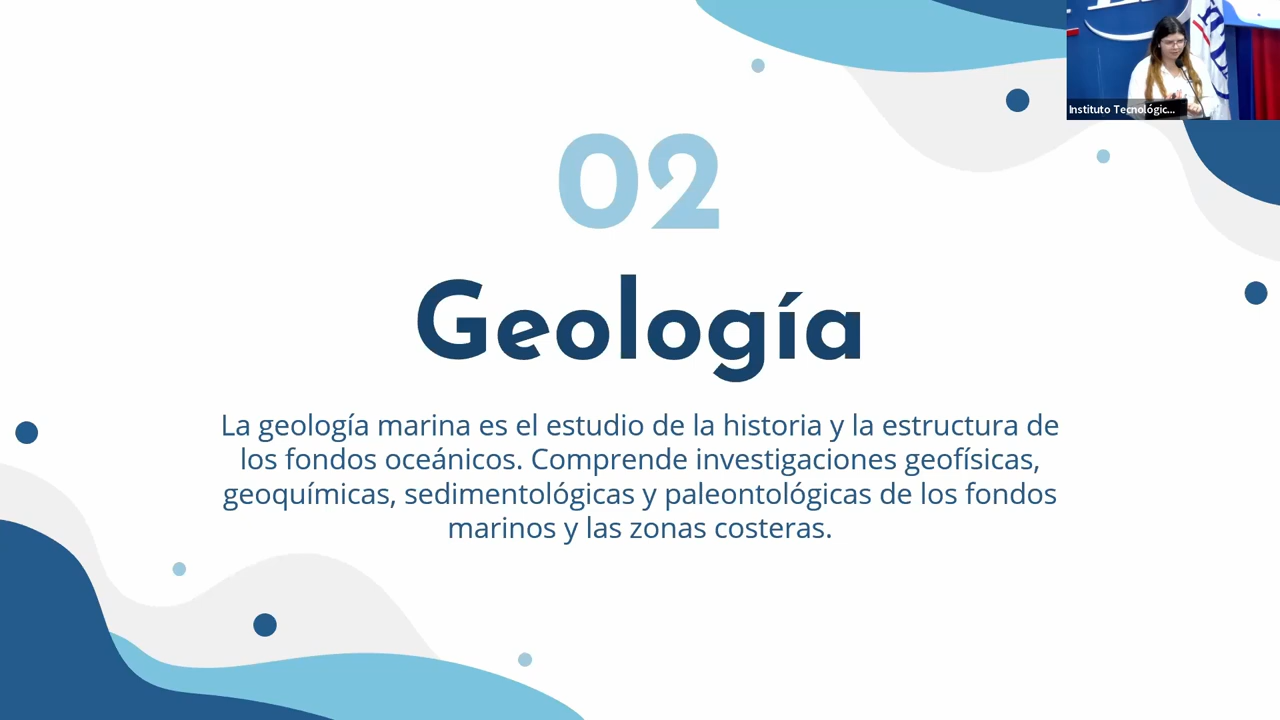 02
Geología
La geología marina es el estudio de la historia y la estructura de
los fondos oceánicos. Comprende investigaciones geofísicas,
geoquímicas, sedimentológicas y paleontológicas de los fondos
marinos y las zonas costeras.
Instituto Tecnológic...